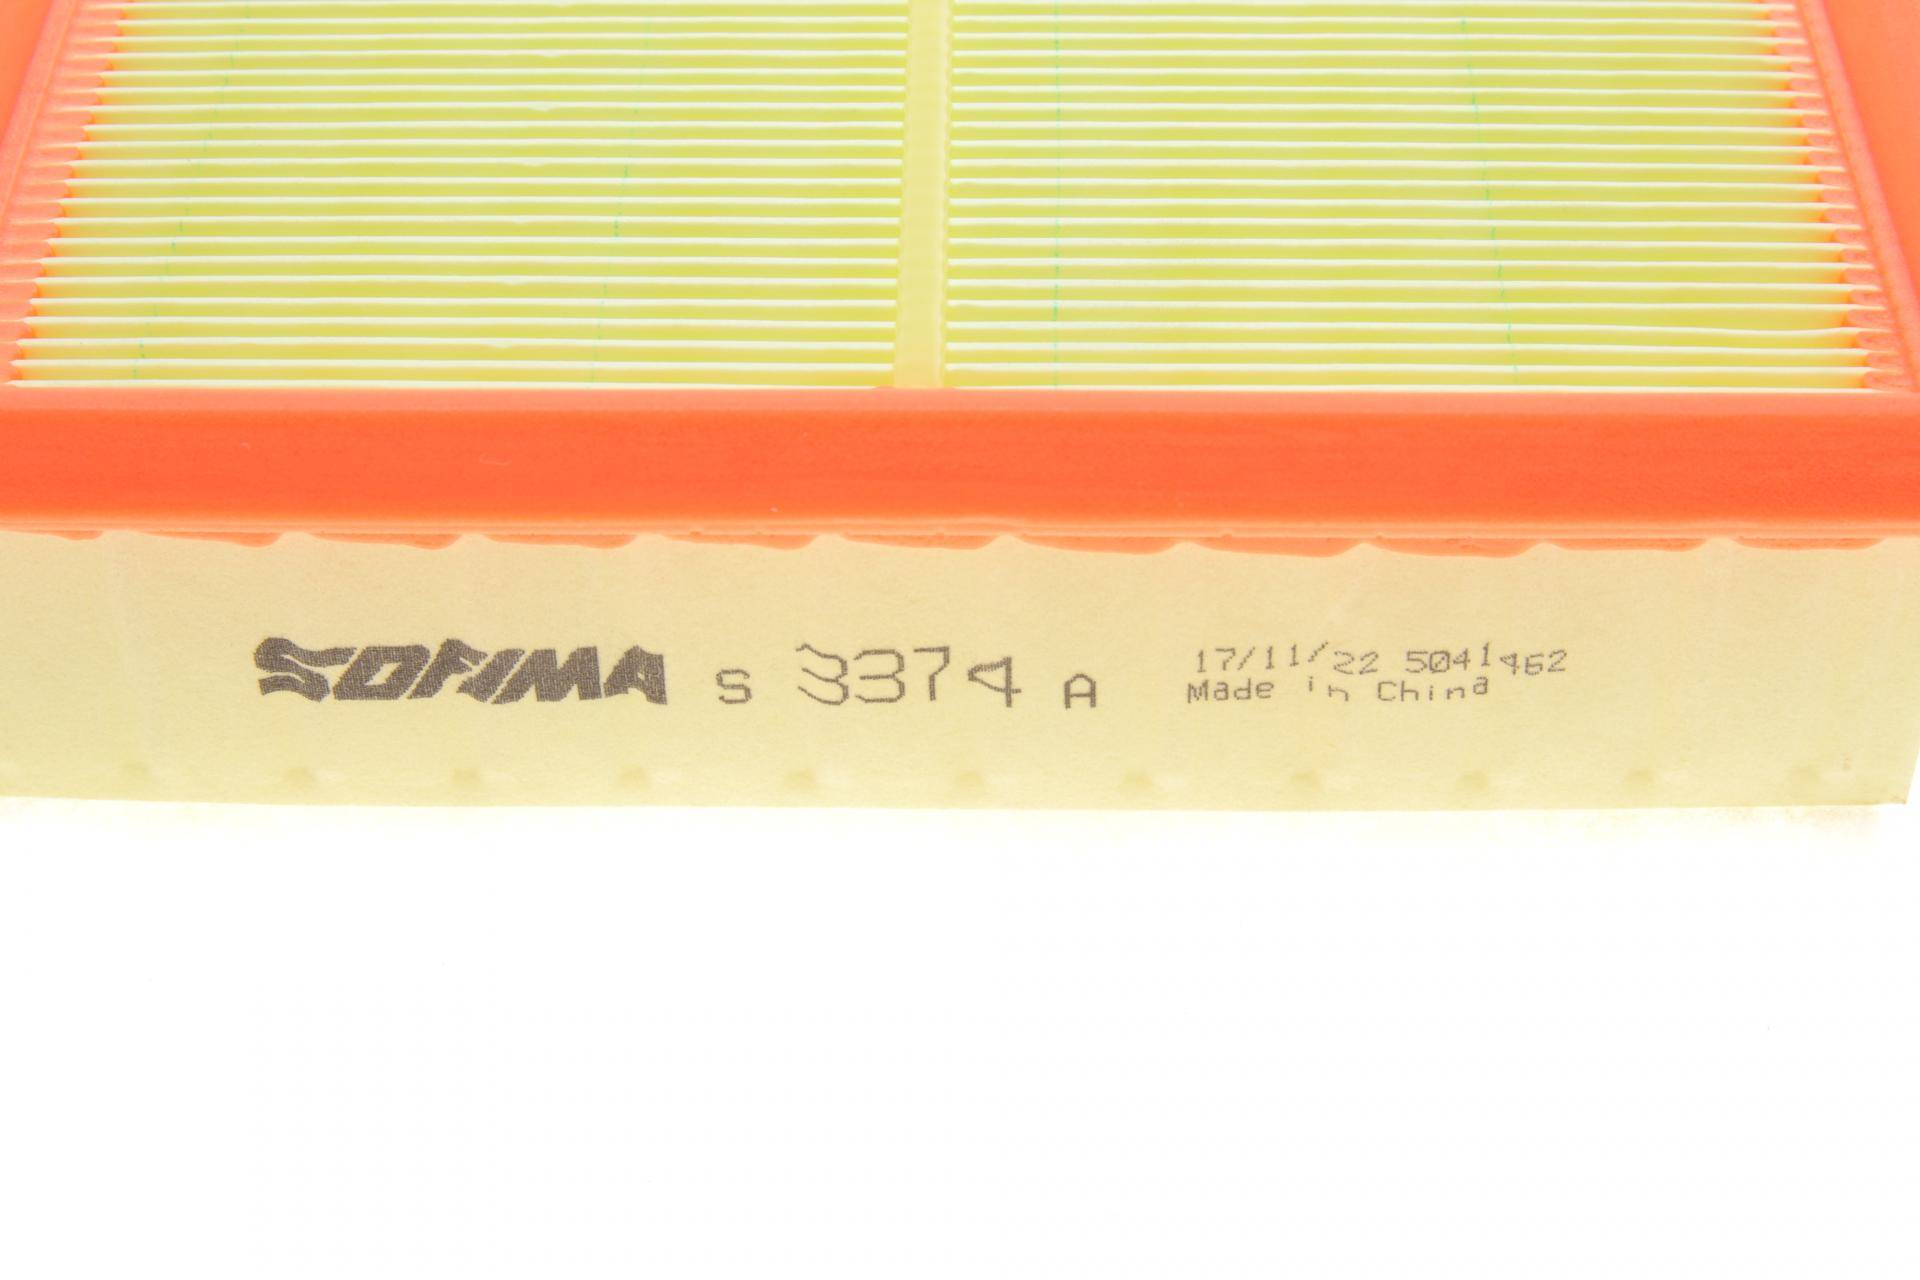 SOFIMA S 3374 A 17/11/22 5041462
Made in China